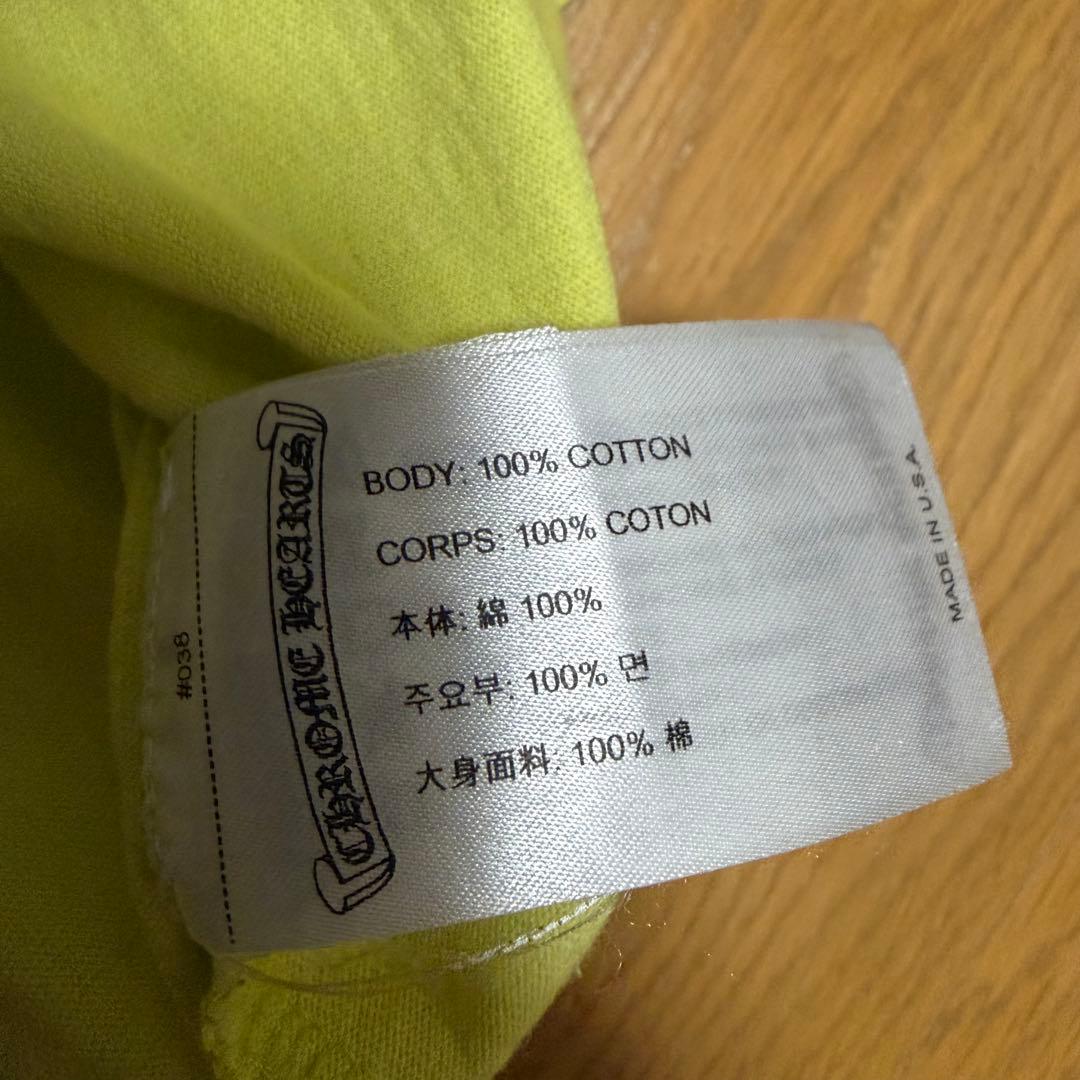 #038
CHROME HEARTS
BODY: 100% COTTON
CORPS: 100% COTON
本体: 綿 100%
주요부: 100% 면
大身面料: 100% 棉
MADE IN U.S.A